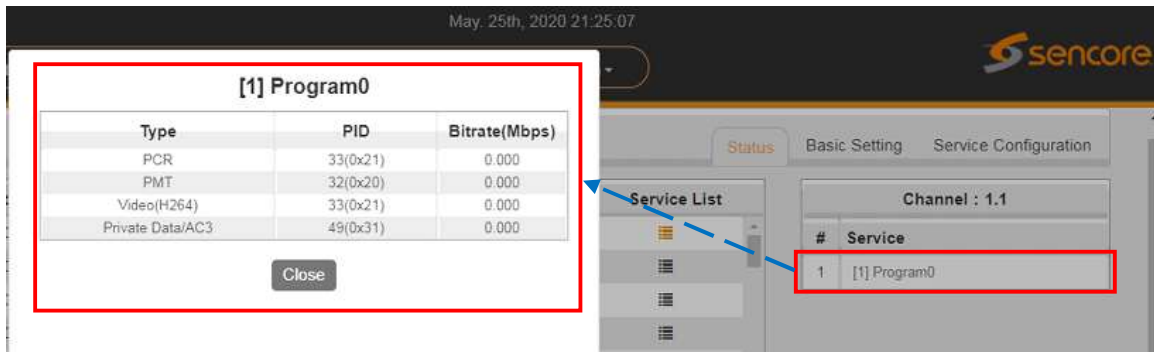 May. 25th, 2020 21:25:07
sencore
[1] Program0
Type PID Bitrate(Mbps)
PCR 33(0x21) 0.000
PMT 32(0x20) 0.000
Video(H264) 33(0x21) 0.000
Private Data/AC3 49(0x31) 0.000
Close
Status Basic Setting Service Configuration
Service List
Channel : 1.1
# Service
1 [1] Program0